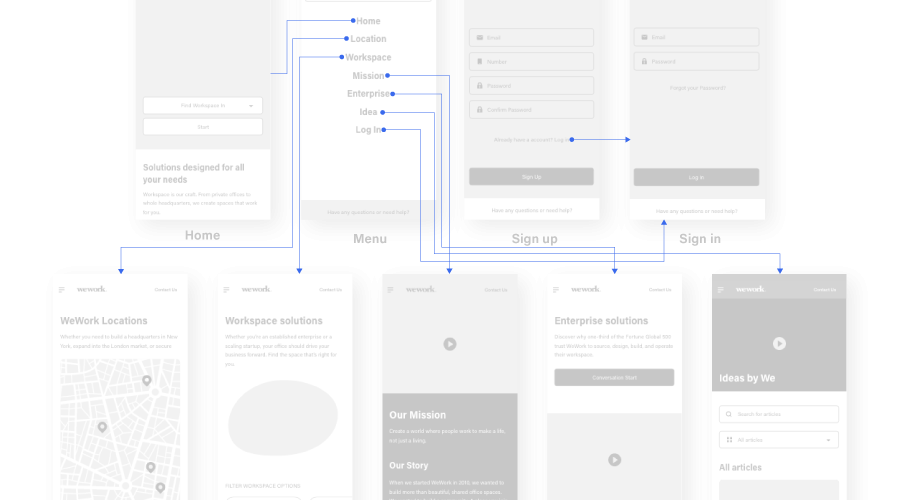 Find Workspace in
Start
Solutions designed for all
your needs
Workspace is our craft. From private offices to
whole headquarters, we create spaces that work
for you.
Home
Home
Location
Workspace
Mission
Enterprise
Idea
Log In
Have any questions or need help?
Menu
Email
Number
Password
Confirm Password
Already have a account? Log In
Sign Up
Have any questions or need help?
Sign up
Email
Password
Forgot your Password?
Log In
Have any questions or need help?
Sign in
wework
Contact Us
WeWork Locations
Whether you need to build a headquarters in New
York, expand into the London market, or secure
wework
Contact Us
Workspace solutions
Whether you're an established enterprise or a
scaling startup, your office should drive your
business forward. Find the space that's right for
you.
FILTER WORKSPACE OPTIONS
wework
Contact Us
Our Mission
Create a world where people work to make a life,
not just a living.
Our Story
When we started WeWork in 2010, we wanted to
build more than beautiful, shared office spaces.
wework
Contact Us
Enterprise solutions
Discover why one third of the Fortune Global 500
lead WeWork to source, design, build, and operate
their workspace.
Conversation Start
wework
Contact Us
Ideas by We
Search for articles
All articles
All articles